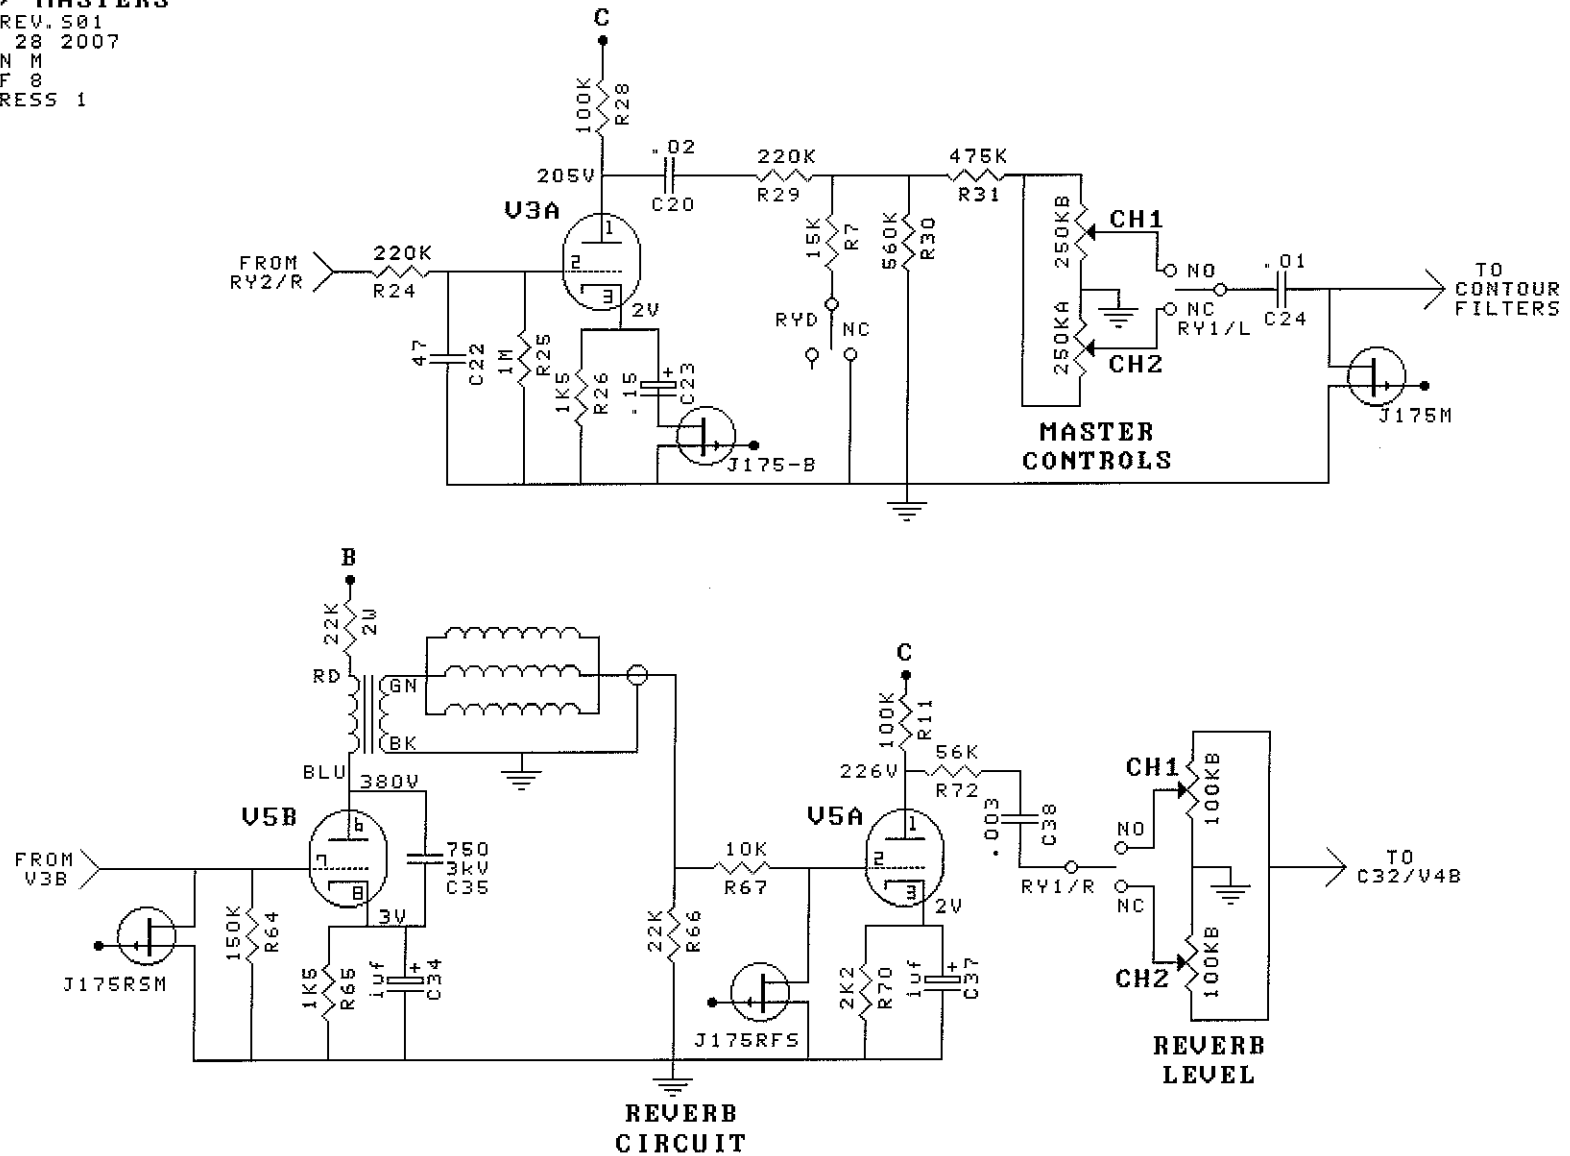 MASTERS
REV.S01
28 2007
N M
F 8
RESS 1
C
100K
R28
.02
C20
205V
220K
R29
475K
R31
V3A
1
2
3
FROM
RY2/R
220K
R24
2V
47
C22
1M
R25
1K5
R26
.15
+
C23
J175-B
15K
R7
560K
R30
RYD
NC
250KB
CH1
250KA
CH2
NO
NC
RY1/L
.01
C24
TO
CONTOUR
FILTERS
J175M
MASTER
CONTROLS
B
22K
2W
RD
GN
BK
BLU
380V
V5B
6
7
8
FROM
V3B
750
3KV
C35
3V
150K
R64
J175RSM
1K5
R65
1uf
+
C34
C
100K
R11
226V
56K
R72
V5A
1
2
3
10K
R67
2V
22K
R66
J175RFS
2K2
R70
1uf
+
C37
.003
C38
RY1/R
NO
NC
CH1
100KB
CH2
100KB
TO
C32/V4B
REVERB
LEVEL
REVERB
CIRCUIT